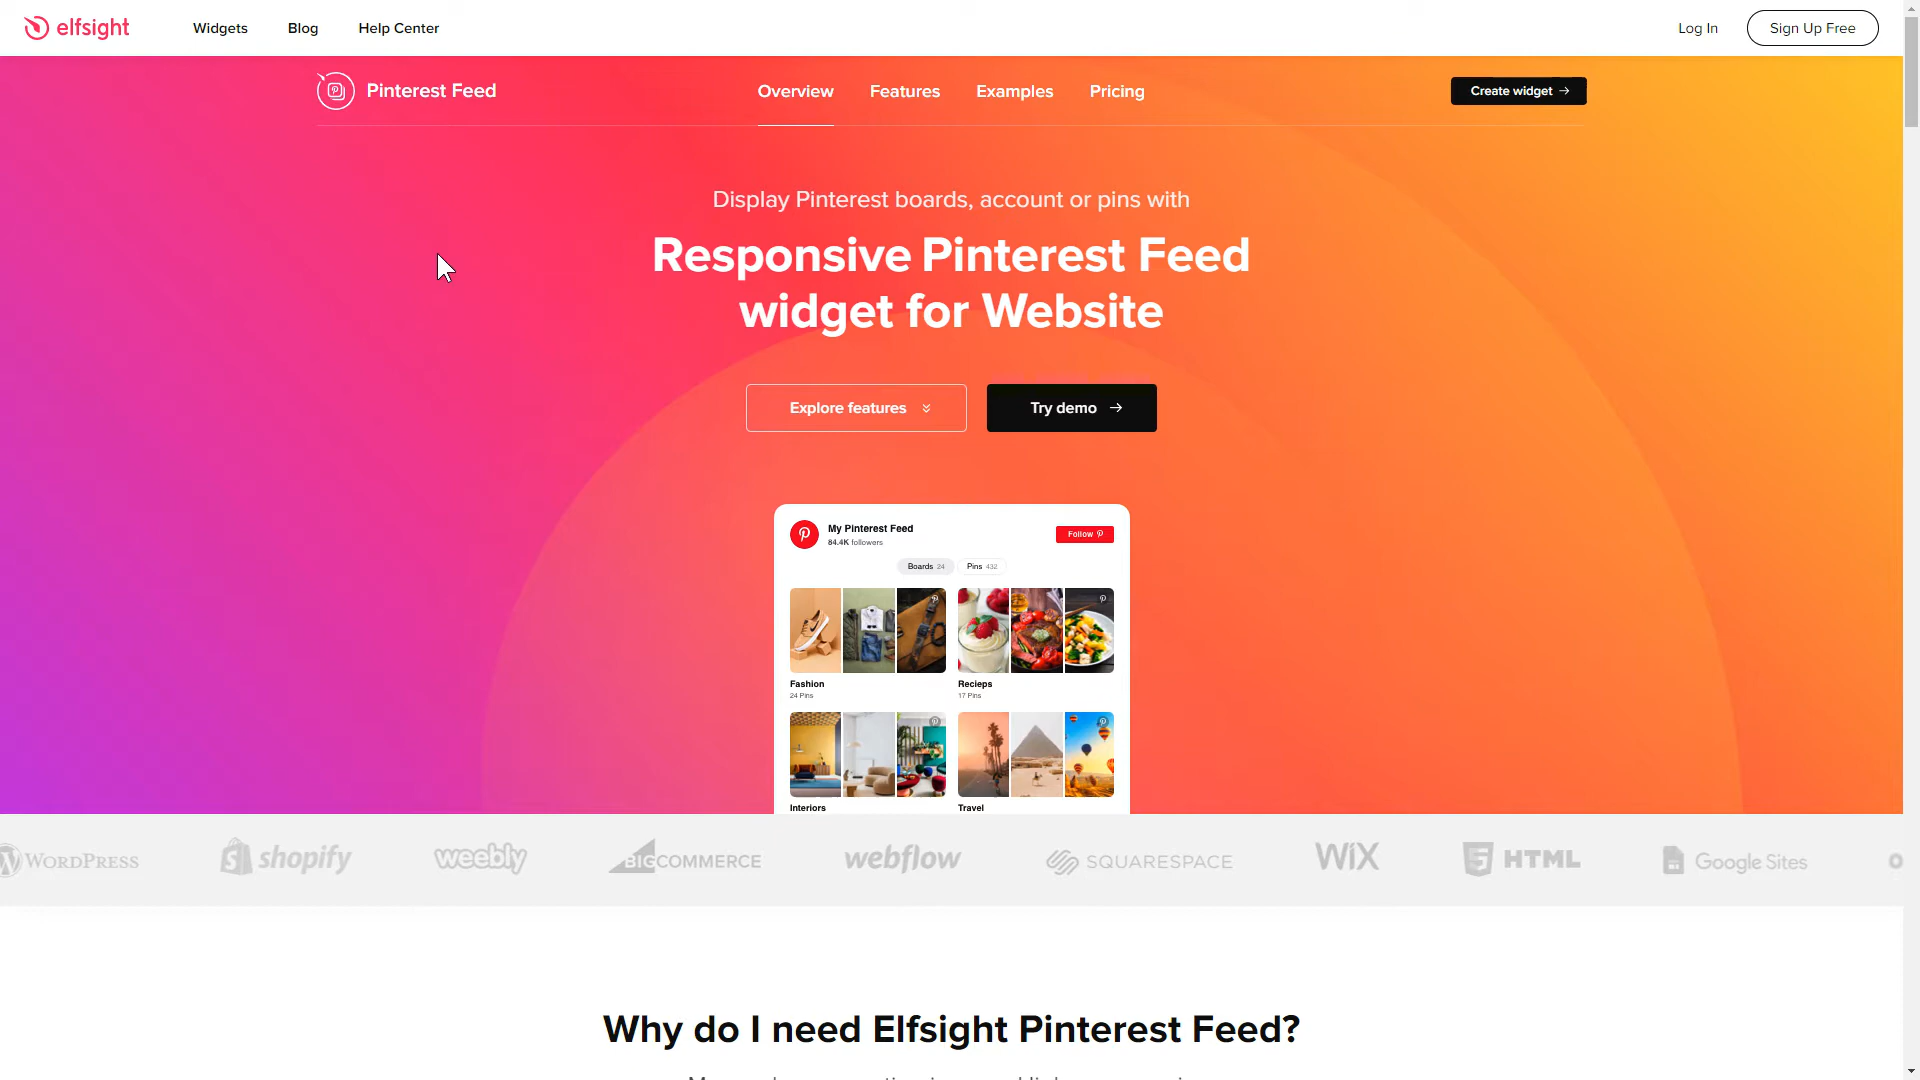 elfsight
Widgets
Blog
Help Center
Log In
Sign Up Free
Pinterest Feed
Overview
Features
Examples
Pricing
Create widget
Display Pinterest boards, account or pins with
Responsive Pinterest Feed
widget for Website
Explore features
Try demo
My Pinterest Feed
84.4K followers
Follow
Boards 24
Pins 432
Fashion
24 Pins
Recieps
17 Pins
Interiors
Travel
WORDPRESS
shopify
weebly
BIGCOMMERCE
webflow
SQUARESPACE
WiX
HTML
Google Sites
Why do I need Elfsight Pinterest Feed?